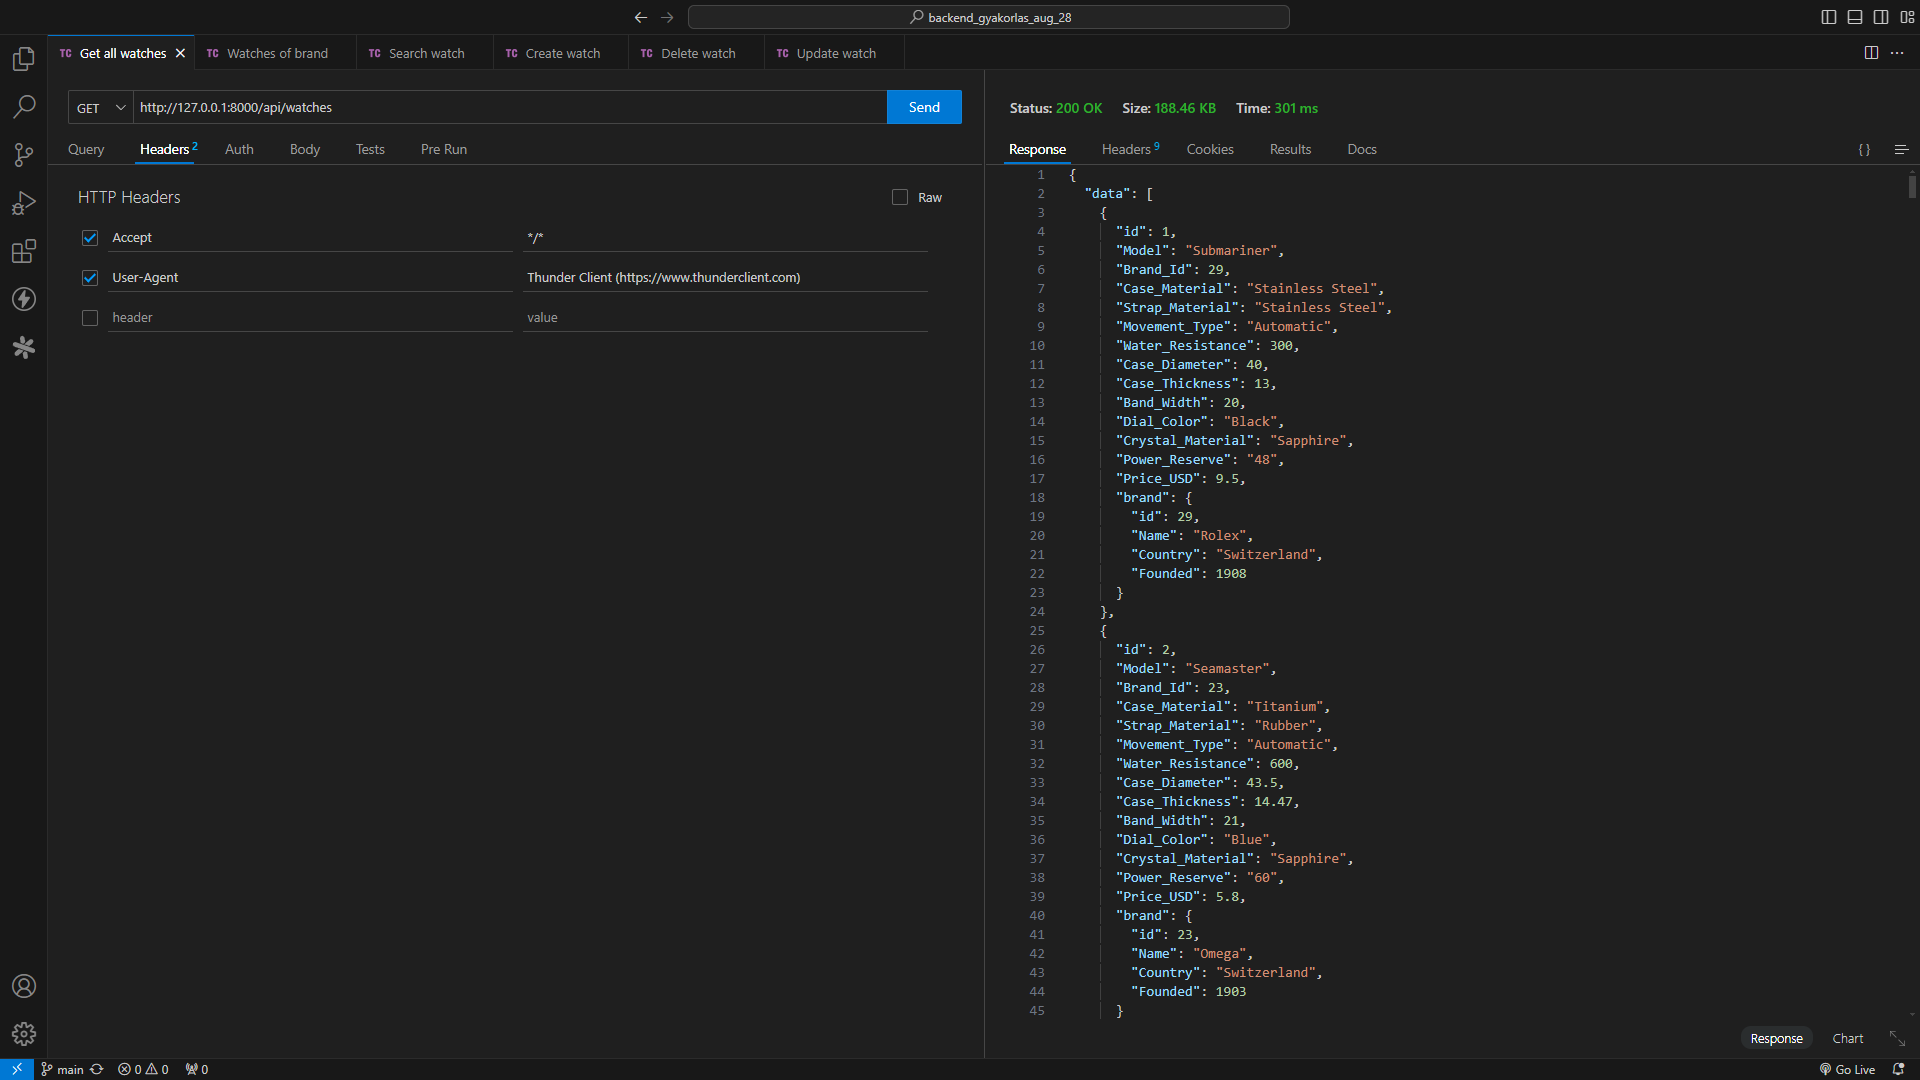 backend_gyakorlas_aug_28
TC Get all watches
TC Watches of brand
TC Search watch
TC Create watch
TC Delete watch
TC Update watch
GET
http://127.0.0.1:8000/api/watches
Send
Query
Headers 2
Auth
Body
Tests
Pre Run
HTTP Headers
Raw
Accept
*/*
User-Agent
Thunder Client (https://www.thunderclient.com)
header
value
Status: 200 OK Size: 188.46 KB Time: 301 ms
Response
Headers 9
Cookies
Results
Docs
{ }
1 {
2 "data": [
3 {
4 "id": 1,
5 "Model": "Submariner",
6 "Brand_Id": 29,
7 "Case_Material": "Stainless Steel",
8 "Strap_Material": "Stainless Steel",
9 "Movement_Type": "Automatic",
10 "Water_Resistance": 300,
11 "Case_Diameter": 40,
12 "Case_Thickness": 13,
13 "Band_Width": 20,
14 "Dial_Color": "Black",
15 "Crystal_Material": "Sapphire",
16 "Power_Reserve": "48",
17 "Price_USD": 9.5,
18 "brand": {
19 "id": 29,
20 "Name": "Rolex",
21 "Country": "Switzerland",
22 "Founded": 1908
23 }
24 },
25 {
26 "id": 2,
27 "Model": "Seamaster",
28 "Brand_Id": 23,
29 "Case_Material": "Titanium",
30 "Strap_Material": "Rubber",
31 "Movement_Type": "Automatic",
32 "Water_Resistance": 600,
33 "Case_Diameter": 43.5,
34 "Case_Thickness": 14.47,
35 "Band_Width": 21,
36 "Dial_Color": "Blue",
37 "Crystal_Material": "Sapphire",
38 "Power_Reserve": "60",
39 "Price_USD": 5.8,
40 "brand": {
41 "id": 23,
42 "Name": "Omega",
43 "Country": "Switzerland",
44 "Founded": 1903
45 }
Response
Chart
main
0
0
0
Go Live